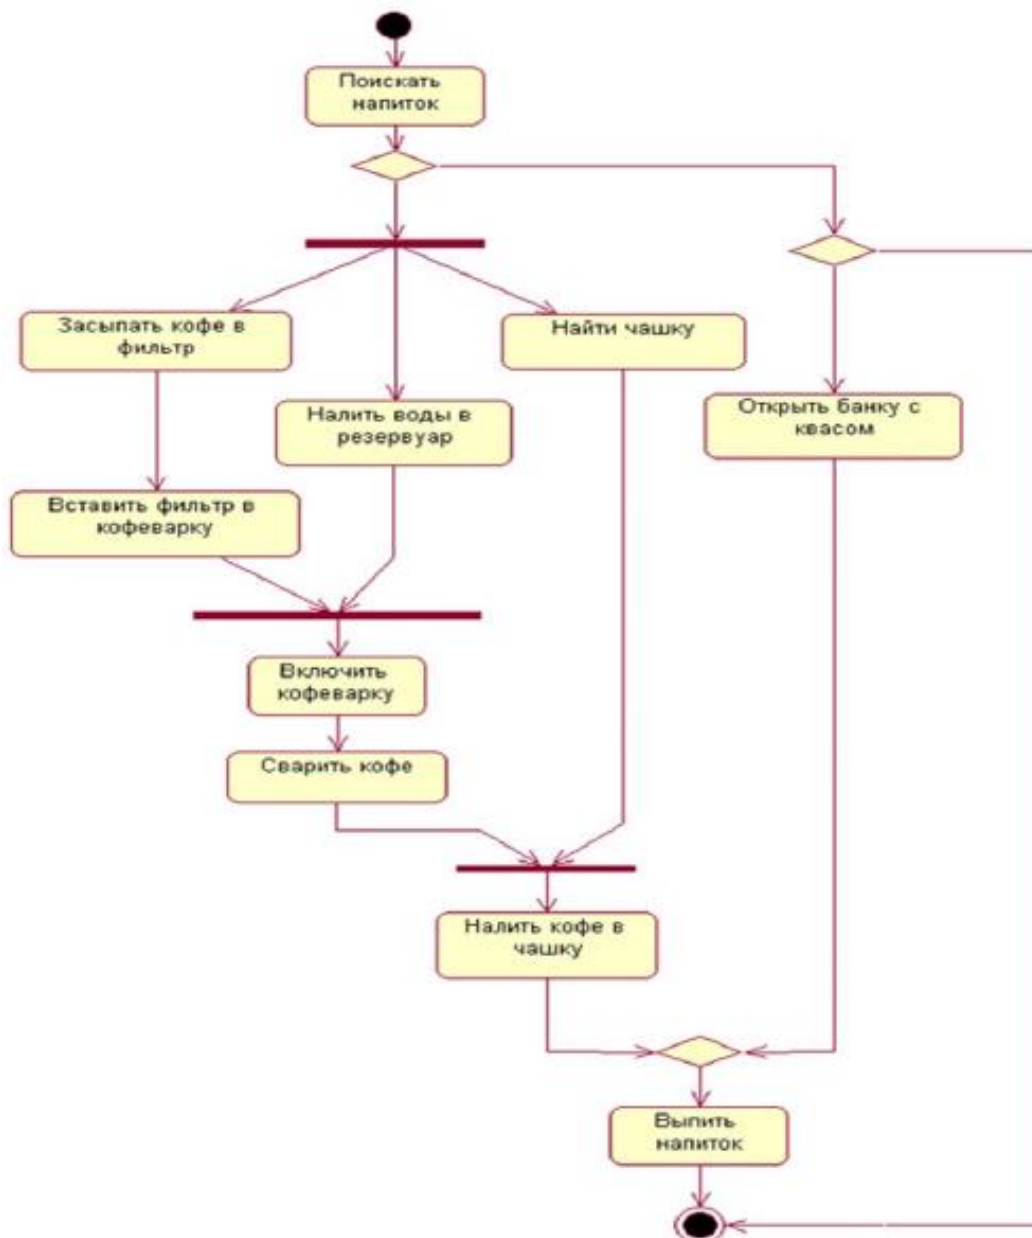 Поискать
напиток
Засыпать кофе в
фильтр
Найти чашку
Налить воды в
резервуар
Открыть банку с
квасом
Вставить фильтр в
кофеварку
Включить
кофеварку
Сварить кофе
Налить кофе в
чашку
Выпить
напиток